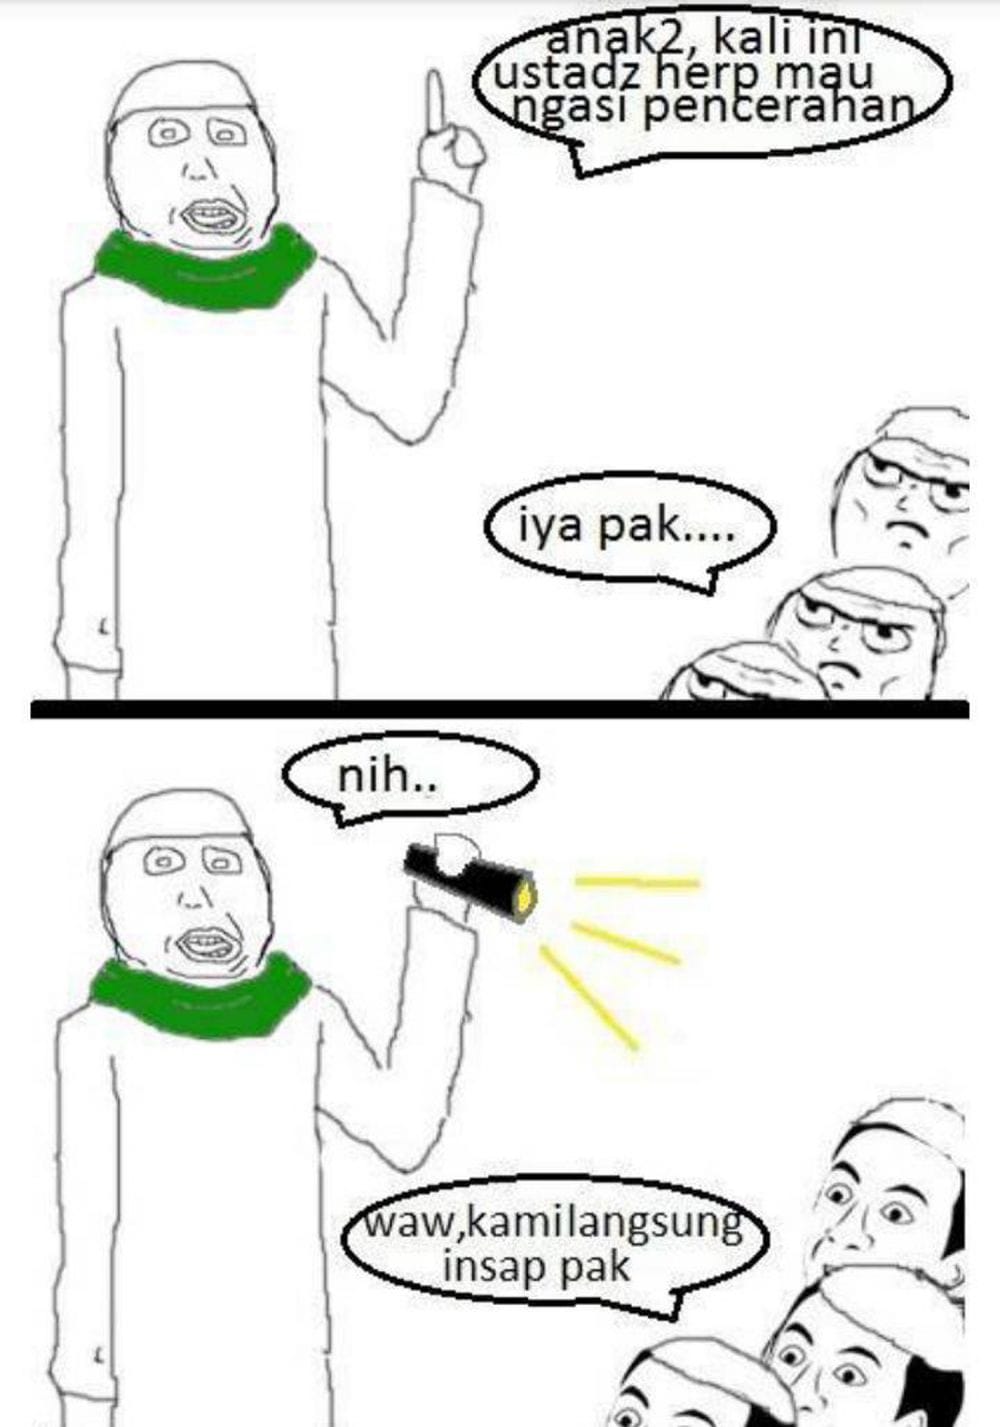 anak2, kali ini
ustadz herp mau
ngasi pencerahan
iya pak....
nih..
waw,kamilangsung
insap pak